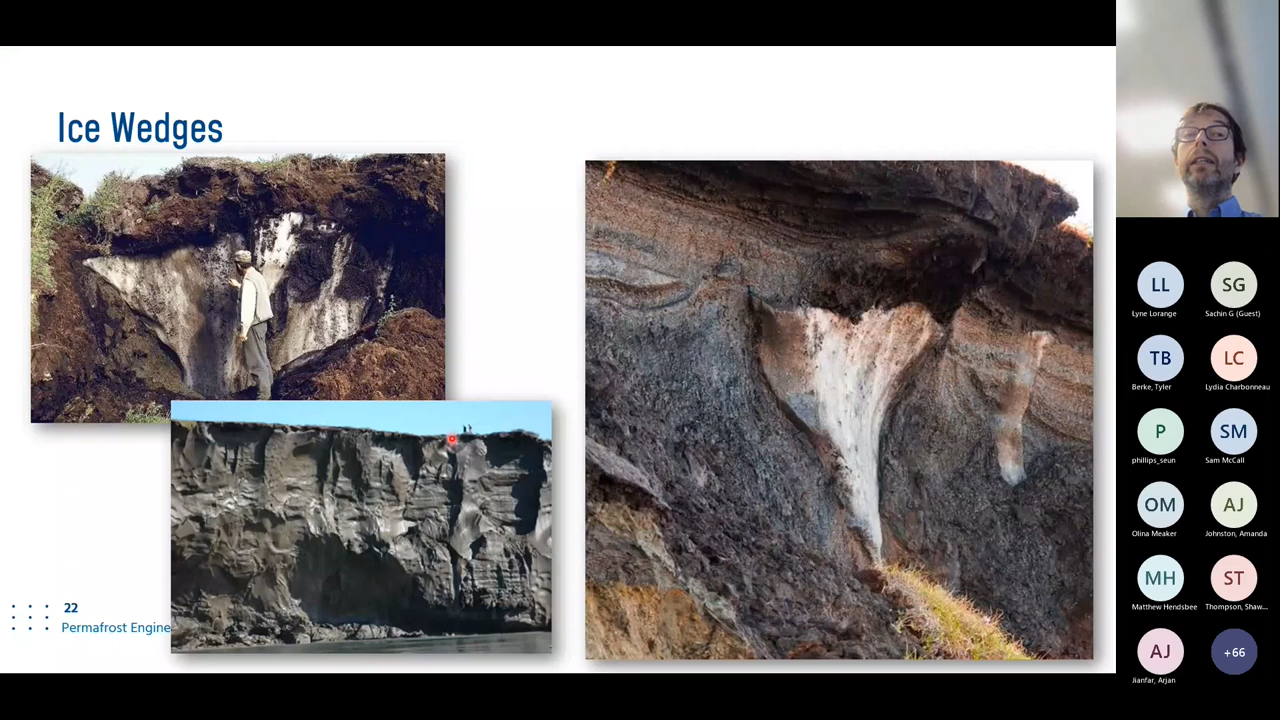 Ice Wedges
22
Permafrost Engine
LL
Lyne Lorange
SG
Sachin G (Guest)
TB
Berke, Tyler
LC
Lydia Charbonneau
P
phillips_seun
SM
Sam McCall
OM
Olina Meaker
AJ
Johnston, Amanda
MH
Matthew Hendsbee
ST
Thompson, Shaw...
AJ
Jianfar, Arjan
+66